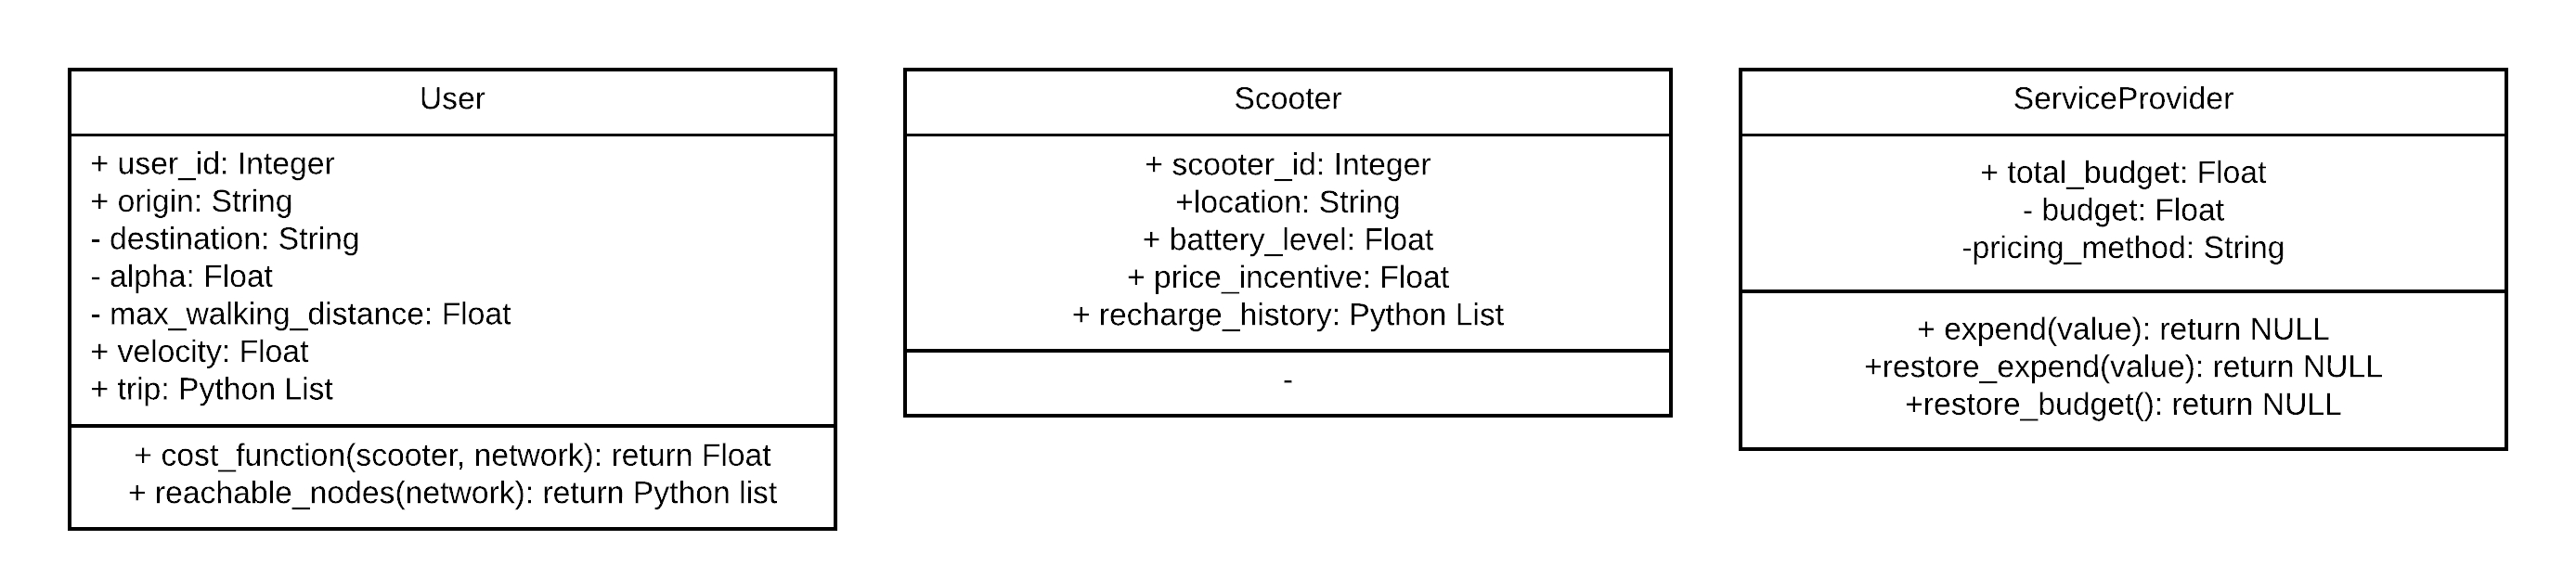 User
+ user_id: Integer
+ origin: String
- destination: String
- alpha: Float
- max_walking_distance: Float
+ velocity: Float
+ trip: Python List
+ cost_function(scooter, network): return Float
+ reachable_nodes(network): return Python list
Scooter
+ scooter_id: Integer
+location: String
+ battery_level: Float
+ price_incentive: Float
+ recharge_history: Python List
-
ServiceProvider
+ total_budget: Float
- budget: Float
-pricing_method: String
+ expend(value): return NULL
+restore_expend(value): return NULL
+restore_budget(): return NULL